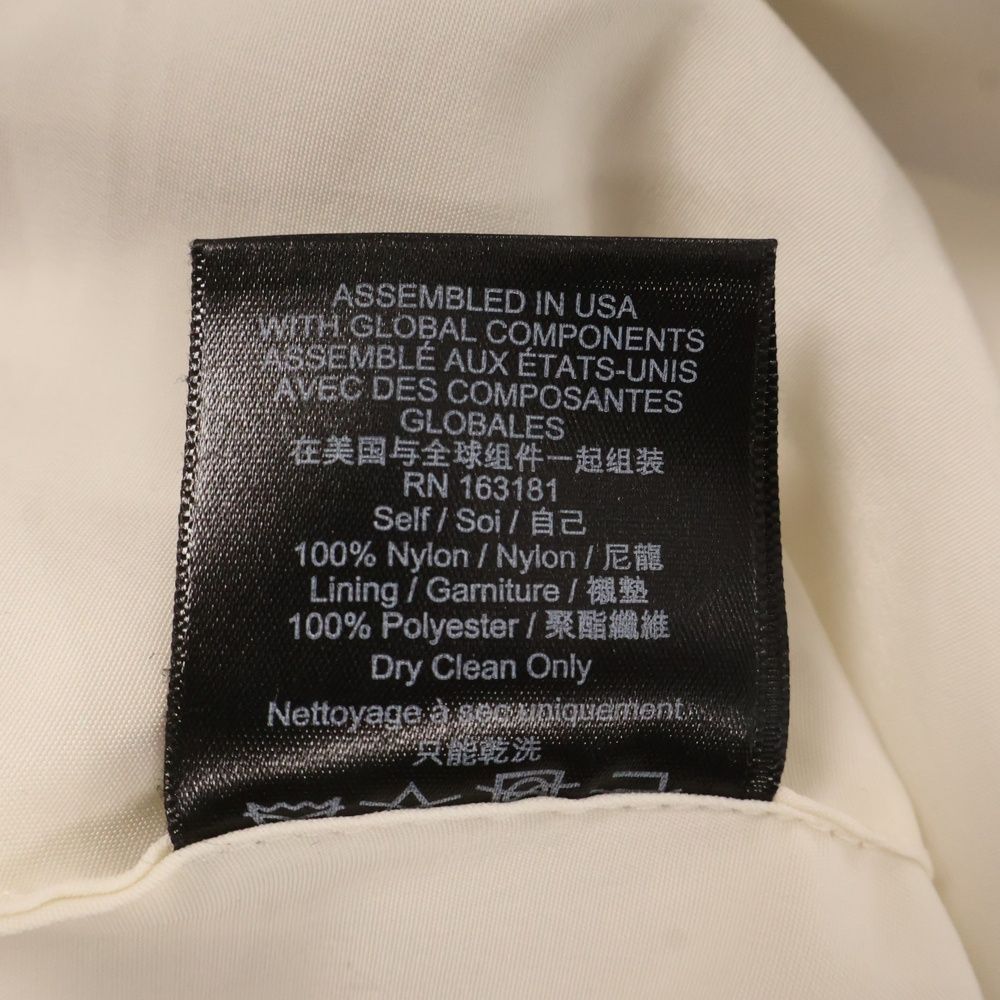 ASSEMBLED IN USA
WITH GLOBAL COMPONENTS
ASSEMBLÉ AUX ÉTATS-UNIS
AVEC DES COMPOSANTES
GLOBALES
在美国与全球组件一起组装
RN 163181
Self / Soi / 自己
100% Nylon / Nylon / 尼龍
Lining / Garniture / 襯墊
100% Polyester / 聚酯纖維
Dry Clean Only
Nettoyage à sec uniquement
只能乾洗